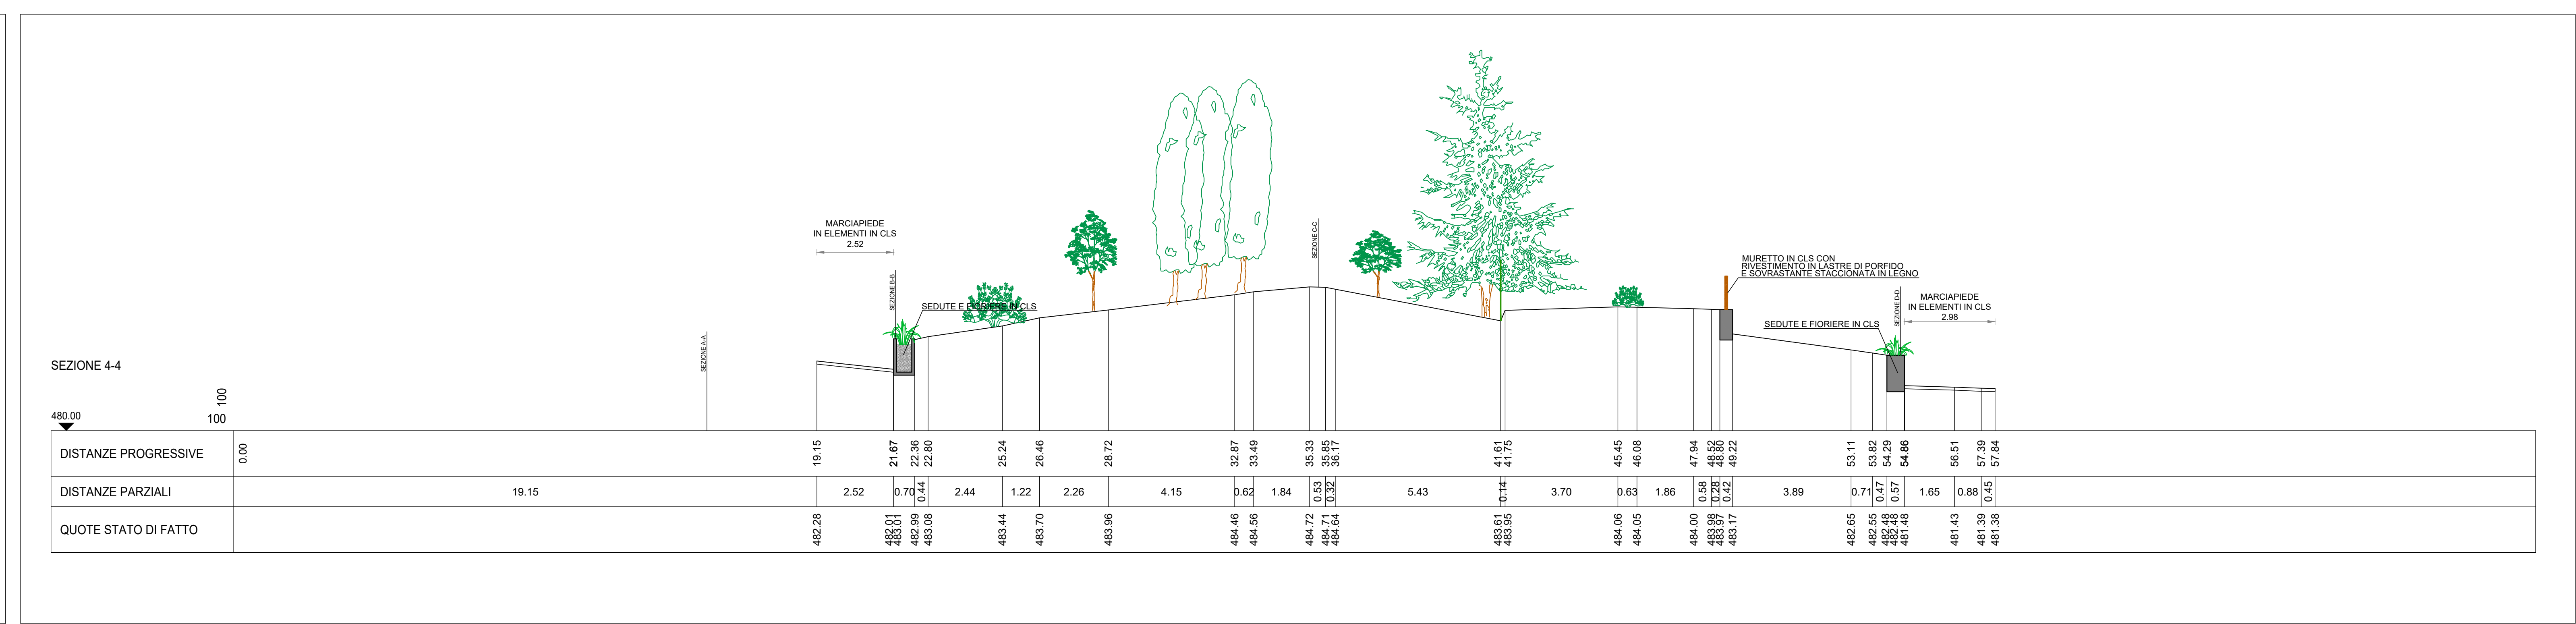 MARCIAPIEDE
IN ELEMENTI IN CLS
2.52
SEZIONE A-A
SEZIONE B-B
SEDUTE E FIORIERE IN CLS
SEZIONE C-C
MURETTO IN CLS CON
RIVESTIMENTO IN LASTRE DI PORFIDO
E SOVRASTANTE STACCIONATA IN LEGNO
SEDUTE E FIORIERE IN CLS
SEZIONE D-D
MARCIAPIEDE
IN ELEMENTI IN CLS
2.98
SEZIONE 4-4
100
100
480.00
DISTANZE PROGRESSIVE 0.00 19.15 21.67 22.36 22.80 25.24 26.46 28.72 32.87 33.49 35.33 35.85 36.17 41.61 41.75 45.45 46.08 47.94 48.52 48.80 49.22 53.11 53.82 54.29 54.86 56.51 57.39 57.84
DISTANZE PARZIALI 19.15 2.52 0.70 0.44 2.44 1.22 2.26 4.15 0.62 1.84 0.53 0.32 5.43 0.14 3.70 0.63 1.86 0.58 0.28 0.42 3.89 0.71 0.47 0.57 1.65 0.88 0.45
QUOTE STATO DI FATTO 482.28 482.01 483.01 482.99 483.08 483.44 483.70 483.96 484.46 484.56 484.72 484.71 484.64 483.61 483.95 484.06 484.05 484.00 483.98 483.97 483.17 482.65 482.55 482.48 482.48 481.48 481.43 481.39 481.38